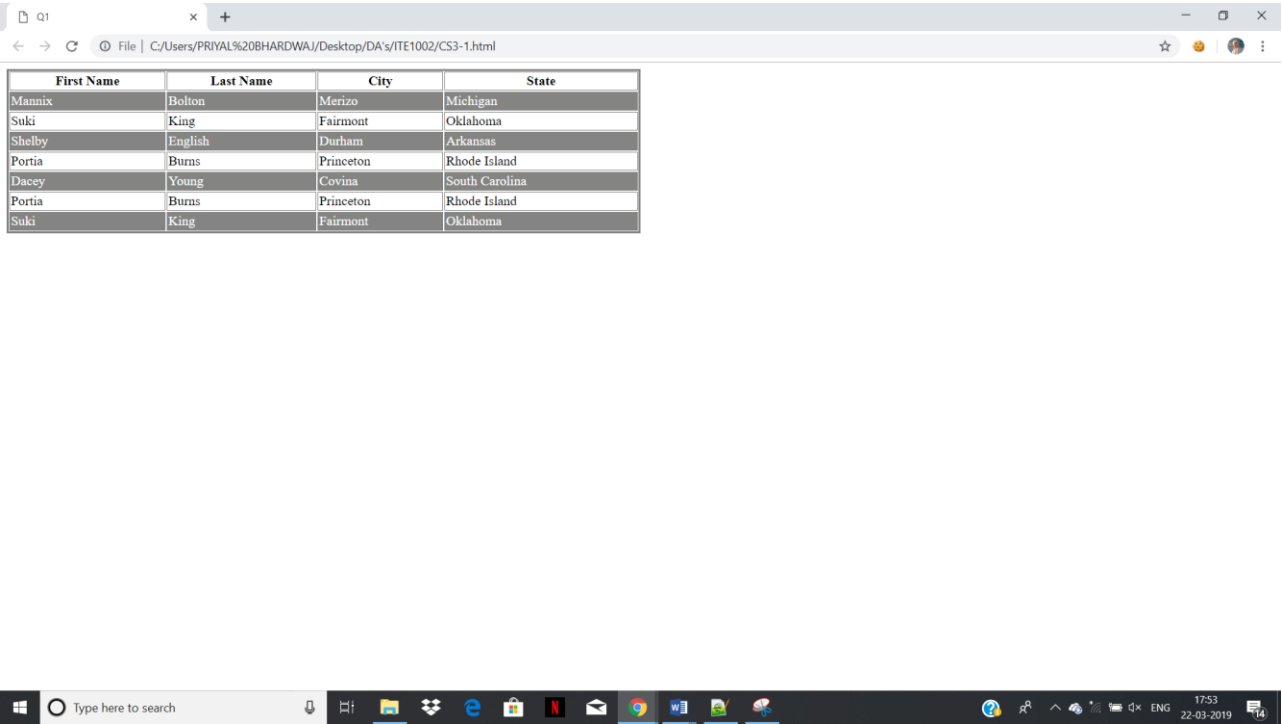 Q1
File | C:/Users/PRIYAL%20BHARDWAJ/Desktop/DA's/ITE1002/CS3-1.html
First Name Last Name City State
Mannix Bolton Merizo Michigan
Suki King Fairmont Oklahoma
Shelby English Durham Arkansas
Portia Burns Princeton Rhode Island
Dacey Young Covina South Carolina
Portia Burns Princeton Rhode Island
Suki King Fairmont Oklahoma
Type here to search N W ENG 17:53
22-03-2019 14